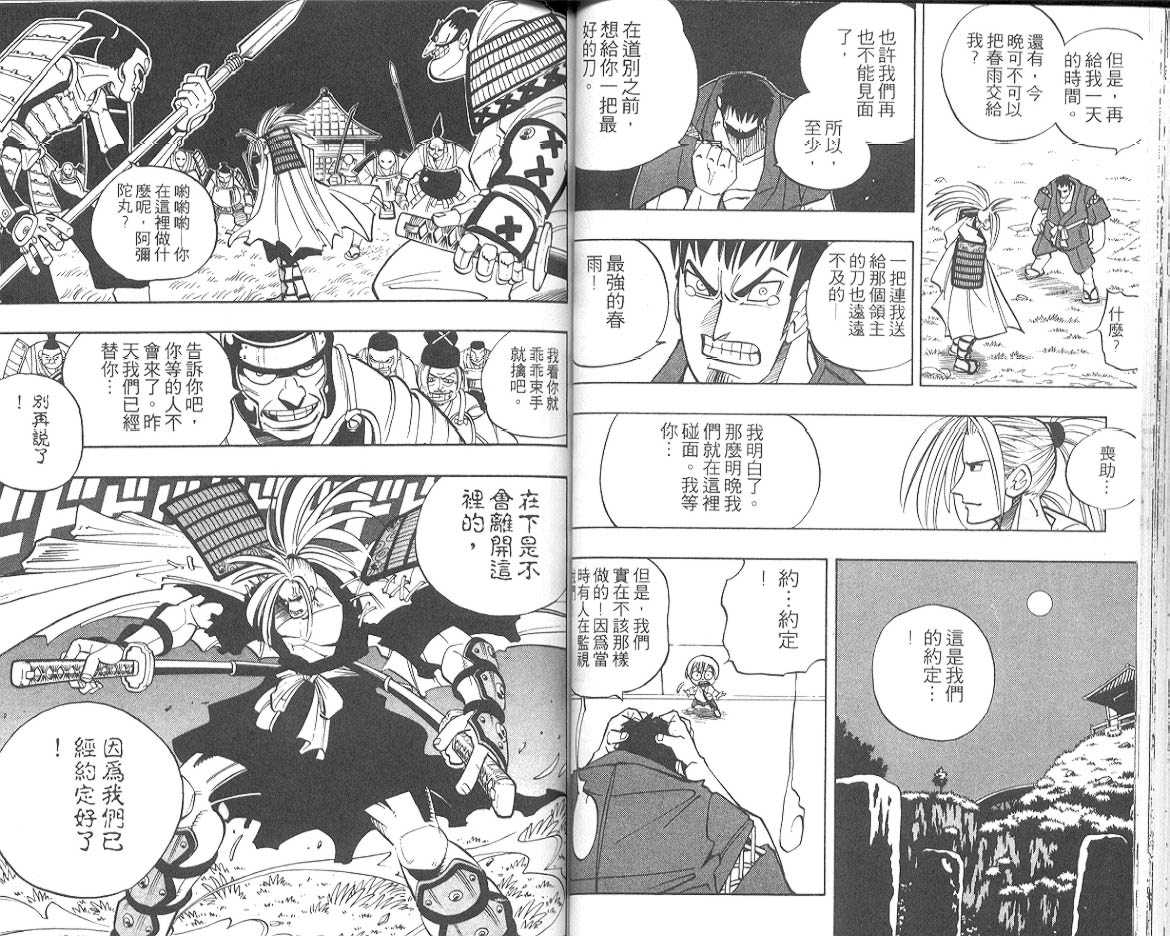 但是，再
給我一天
的時間。
還有，今
晚可不可以
把春雨交給
我？
什麼？
也許我們再
也不能見面
了，
所以，
至少，
在道別之前，
想給你一把最
好的刀。
一把連我送
給那個領主
的刀也遠遠
不及的─
最強的春
雨！
喪助…
我明白了。
那麼明晚我
們就在這裡
碰面。我等
你…
這是我們
的約定…
！
約…約定
！
但是，我們
實在不該那樣
做的！因為當
時有人在監視
喲喲喲─你
在這裡做什
麼呢，阿彌
陀丸？
我看你就
乖乖束手
就擒吧。
告訴你吧，
你等的人不
會來了。昨
天我們已經
替你…
別再說了
！
在下是不
會離開這
裡的，
因為我們已
經約定好了
！